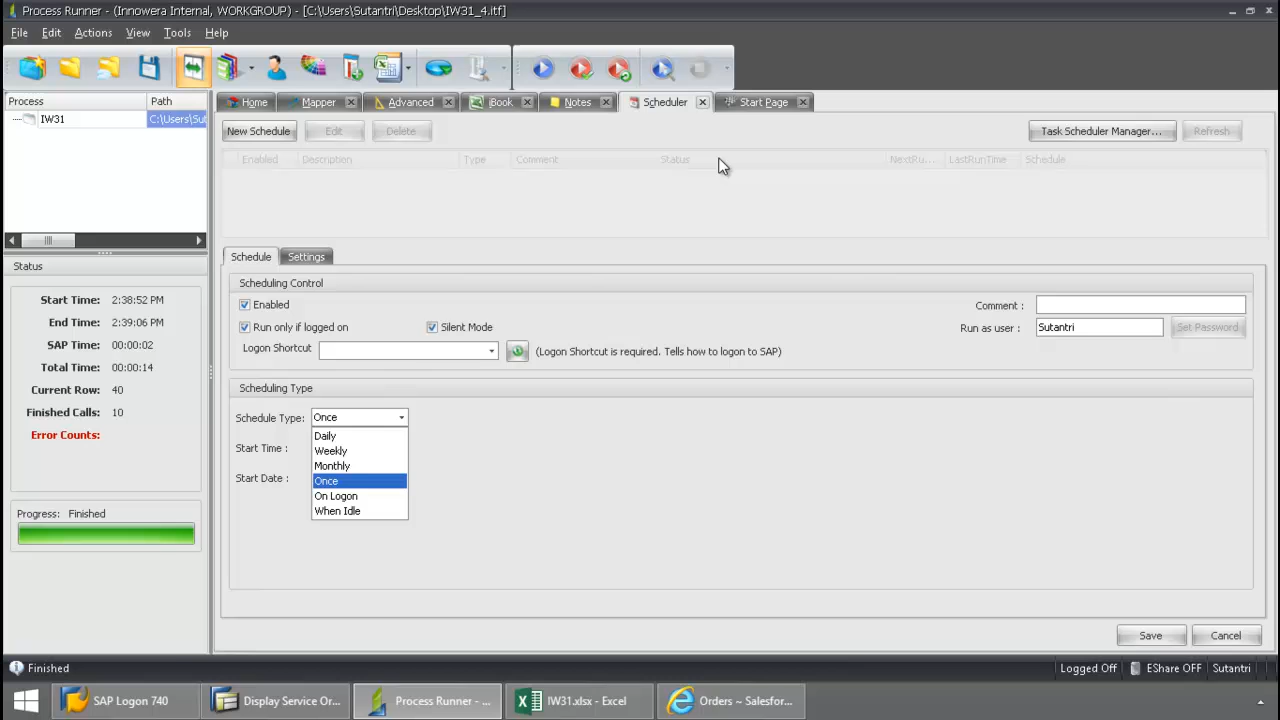 Process Runner - (Innowera Internal, WORKGROUP) - [C:\Users\Sutantri\Desktop\IW31_4.itf]
File Edit Actions View Tools Help
Process Path
IW31 C:\Users\Sut
Home Mapper Advanced iBook Notes Scheduler Start Page
New Schedule Edit Delete Task Scheduler Manager... Refresh
Enabled Description Type Comment Status NextRu... LastRunTime Schedule
Schedule Settings
Status
Start Time: 2:38:52 PM
End Time: 2:39:06 PM
SAP Time: 00:00:02
Total Time: 00:00:14
Current Row: 40
Finished Calls: 10
Error Counts:
Progress: Finished
Scheduling Control
Enabled Comment :
Run only if logged on Silent Mode Run as user : Sutantri Set Password
Logon Shortcut (Logon Shortcut is required. Tells how to logon to SAP)
Scheduling Type
Schedule Type: Once
Daily
Start Time : Weekly
Monthly
Start Date : Once
On Logon
When Idle
Save Cancel
Finished Logged Off EShare OFF Sutantri
SAP Logon 740 Display Service Or... Process Runner - ... IW31.xlsx - Excel Orders ~ Salesfor...